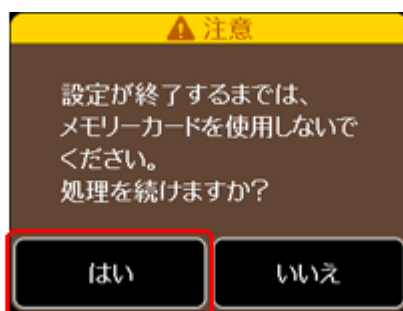 注意
設定が終了するまでは、
メモリーカードを使用しないで
ください。
処理を続けますか?
はい
いいえ